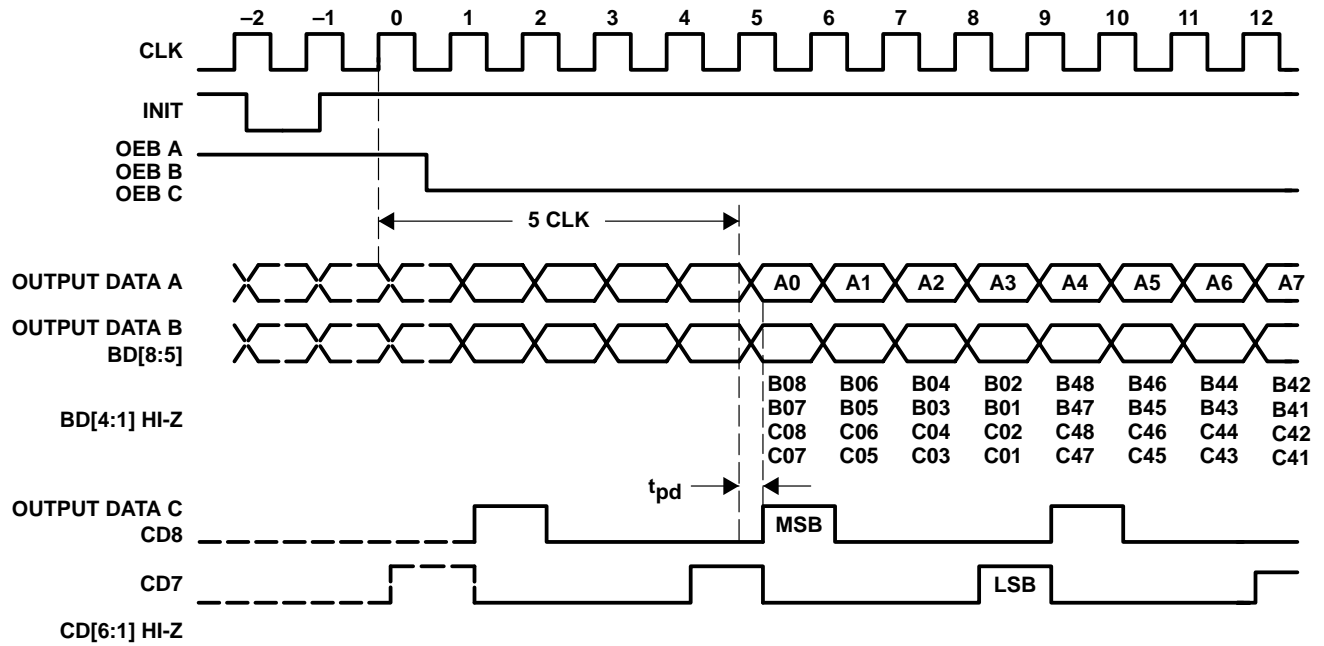 –2 –1 0 1 2 3 4 5 6 7 8 9 10 11 12
CLK
INIT
OEB A
OEB B
OEB C
5 CLK
OUTPUT DATA A A0 A1 A2 A3 A4 A5 A6 A7
OUTPUT DATA B
BD[8:5]
B08 B06 B04 B02 B48 B46 B44 B42
B07 B05 B03 B01 B47 B45 B43 B41
BD[4:1] HI-Z
C08 C06 C04 C02 C48 C46 C44 C42
C07 C05 C03 C01 C47 C45 C43 C41
tpd
OUTPUT DATA C
CD8
MSB
CD7 LSB
CD[6:1] HI-Z